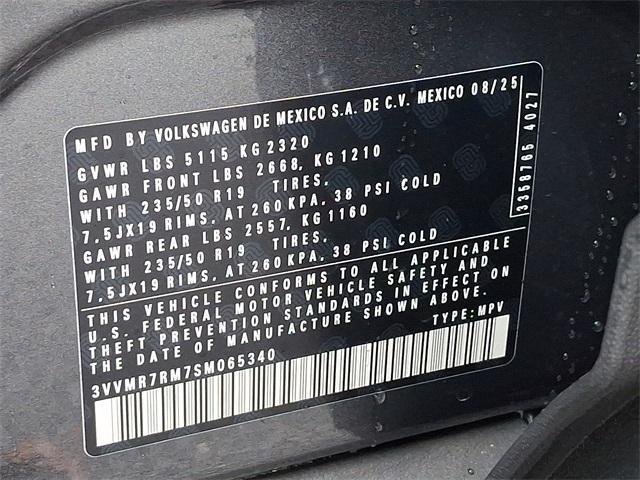 MFD BY VOLKSWAGEN DE MEXICO S.A. DE C.V. MEXICO 08/25
GVWR LBS 5115 KG 2320
GAWR FRONT LBS 2668, KG 1210
WITH 235/50 R19 TIRES,
7,5JX19 RIMS, AT 260KPA, 38 PSI COLD
GAWR REAR LBS 2557, KG 1160
WITH 235/50 R19 TIRES,
7,5JX19 RIMS, AT 260KPA, 38 PSI COLD
THIS VEHICLE CONFORMS TO ALL APPLICABLE
U.S. FEDERAL MOTOR VEHICLE SAFETY AND
THEFT PREVENTION STANDARDS IN EFFECT ON
THE DATE OF MANUFACTURE SHOWN ABOVE.
3VVMR7RM7SM065340 TYPE: MPV
3358765 4027